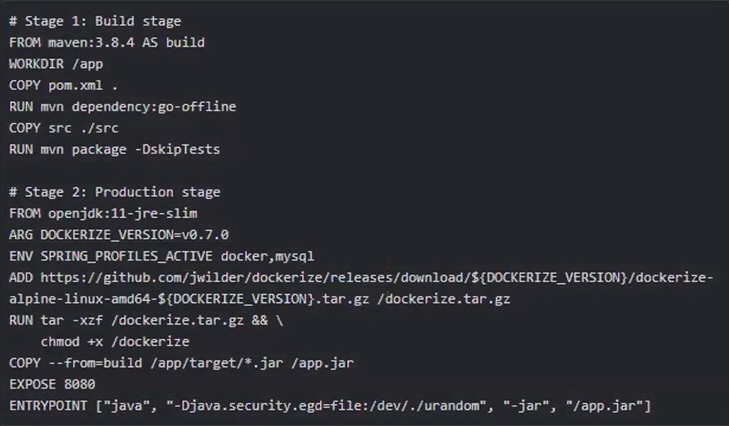 # Stage 1: Build stage
FROM maven:3.8.4 AS build
WORKDIR /app
COPY pom.xml .
RUN mvn dependency:go-offline
COPY src ./src
RUN mvn package -DskipTests

# Stage 2: Production stage
FROM openjdk:11-jre-slim
ARG DOCKERIZE_VERSION=v0.7.0
ENV SPRING_PROFILES_ACTIVE docker,mysql
ADD https://github.com/jwilder/dockerize/releases/download/${DOCKERIZE_VERSION}/dockerize-
alpine-linux-amd64-${DOCKERIZE_VERSION}.tar.gz /dockerize.tar.gz
RUN tar -xzf /dockerize.tar.gz && \
    chmod +x /dockerize
COPY --from=build /app/target/*.jar /app.jar
EXPOSE 8080
ENTRYPOINT ["java", "-Djava.security.egd=file:/dev/./urandom", "-jar", "/app.jar"]